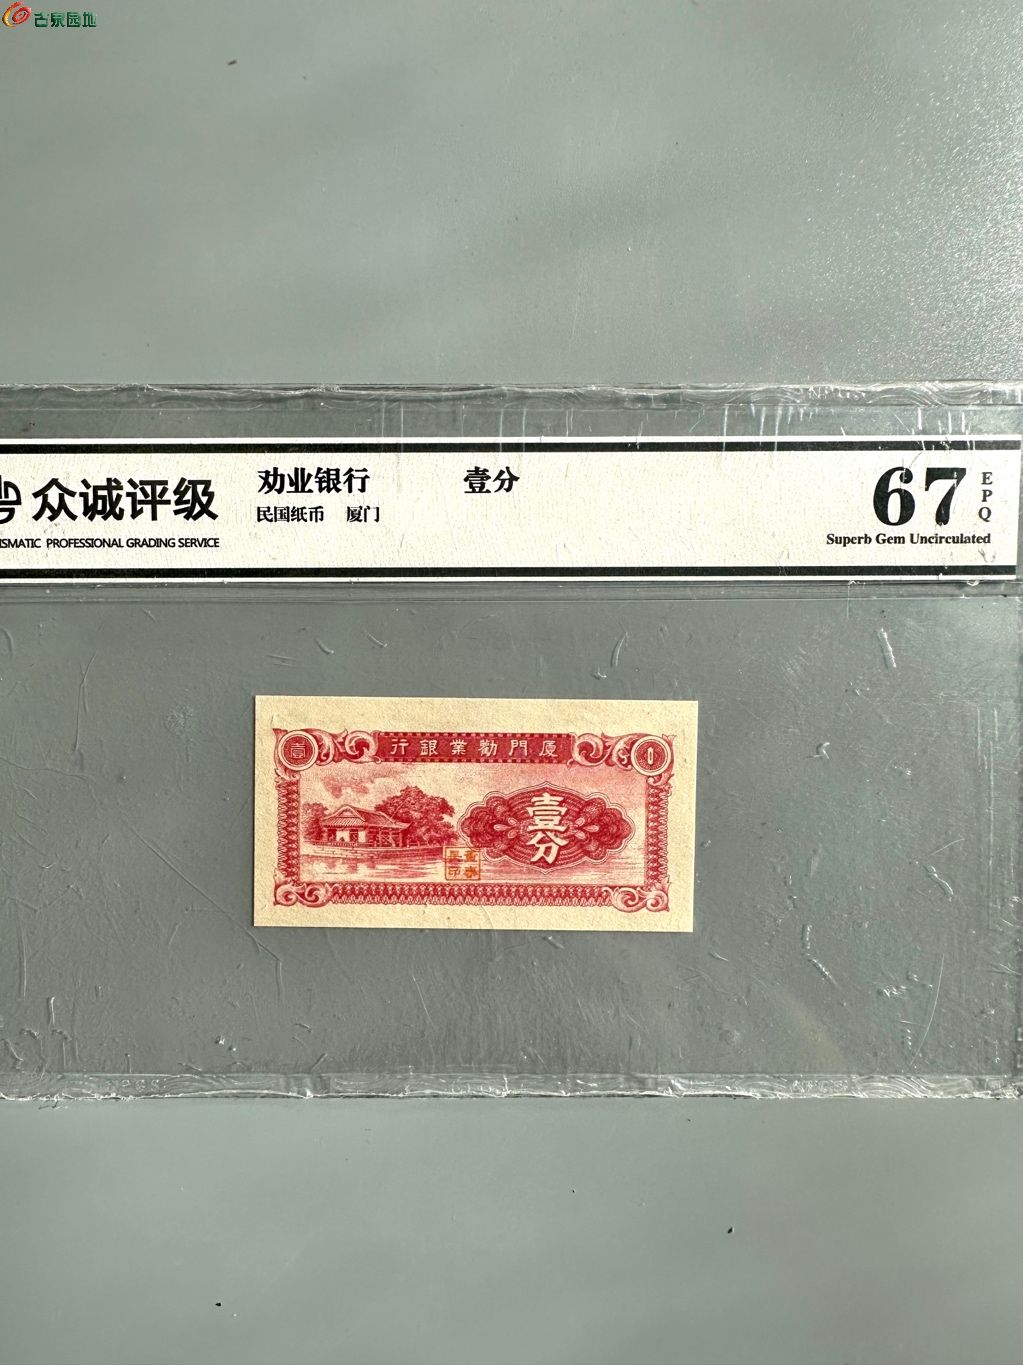 古泉园地
众诚评级
ISMATIC PROFESSIONAL GRADING SERVICE
劝业银行 壹分
民国纸币 厦门
67
EPQ
Superb Gem Uncirculated
壹
行銀業勸門厦
1
壹分